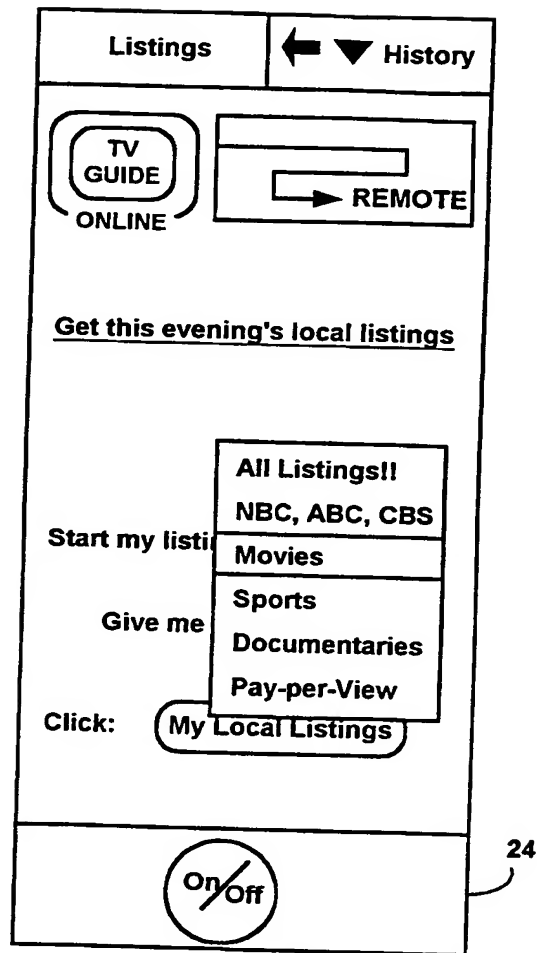 Listings
History
TV
GUIDE
ONLINE
REMOTE
Get this evening's local listings
All Listings!!
NBC, ABC, CBS
Start my listi
Movies
Sports
Give me
Documentaries
Pay-per-View
Click:
My Local Listings
On/Off
24